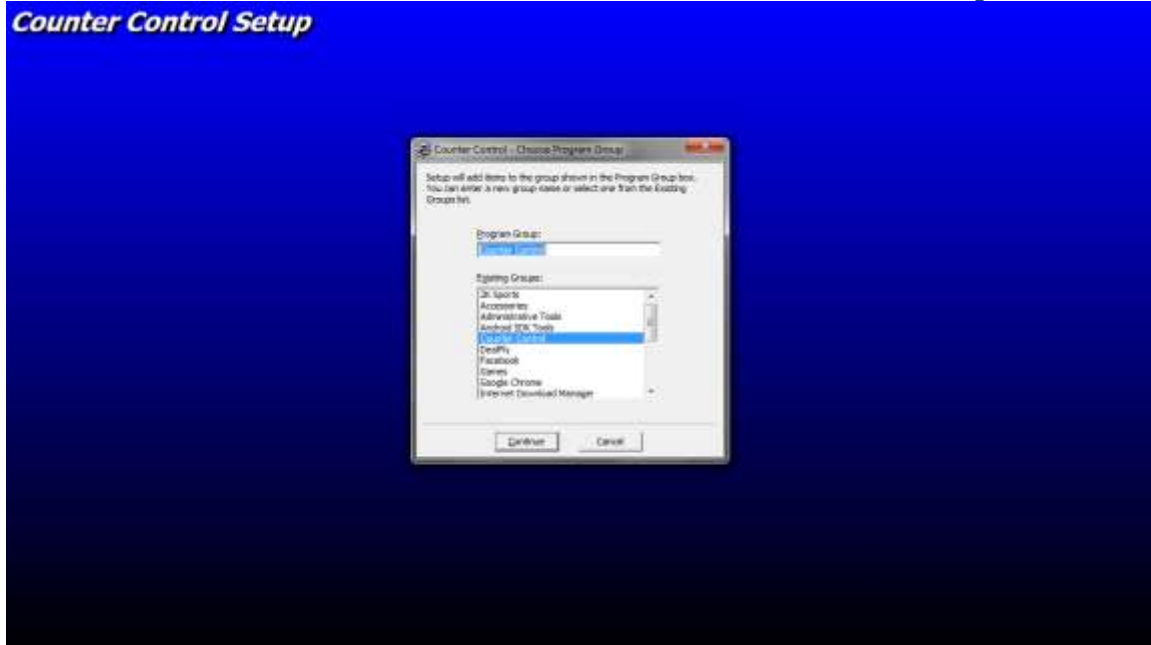 Counter Control Setup
Counter Control - Choose Program Group
Setup will add items to the group shown in the Program Group box.
You can enter a new group name or select one from the Existing
Groups list.
Program Group:
Counter Control
Existing Groups:
2K Sports
Accessories
Administrative Tools
Android SDK Tools
Counter Control
DealPly
Facebook
Games
Google Chrome
Internet Download Manager
Continue
Cancel